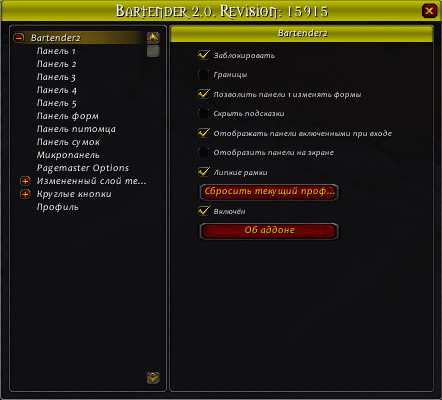 Bartender 2.0. Revision: 15915
Bartender2
Панель 1
Панель 2
Панель 3
Панель 4
Панель 5
Панель форм
Панель питомца
Панель сумок
Микропанель
Pagemaster Options
Измененный слой те...
Круглые кнопки
Профиль
Bartender2
Заблокировать
Границы
Позволить панели 1 изменять формы
Скрыть подсказки
Отображать панели включенными при входе
Отобразить панели на экране
Липкие рамки
Сбросить текущий проф...
Включён
Об аддоне